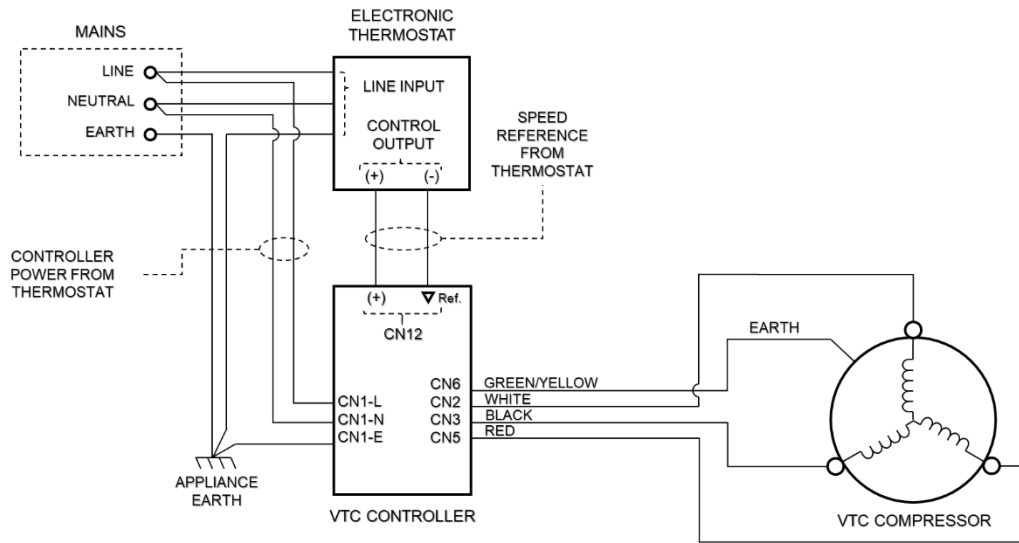 MAINS
LINE
NEUTRAL
EARTH
ELECTRONIC
THERMOSTAT
LINE INPUT
CONTROL
OUTPUT
(+) (-)
SPEED
REFERENCE
FROM
THERMOSTAT
CONTROLLER
POWER FROM
THERMOSTAT
(+) Ref.
CN12
CN1-L
CN1-N
CN1-E
CN6
CN2
CN3
CN5
GREEN/YELLOW
WHITE
BLACK
RED
EARTH
APPLIANCE
EARTH
VTC CONTROLLER
VTC COMPRESSOR